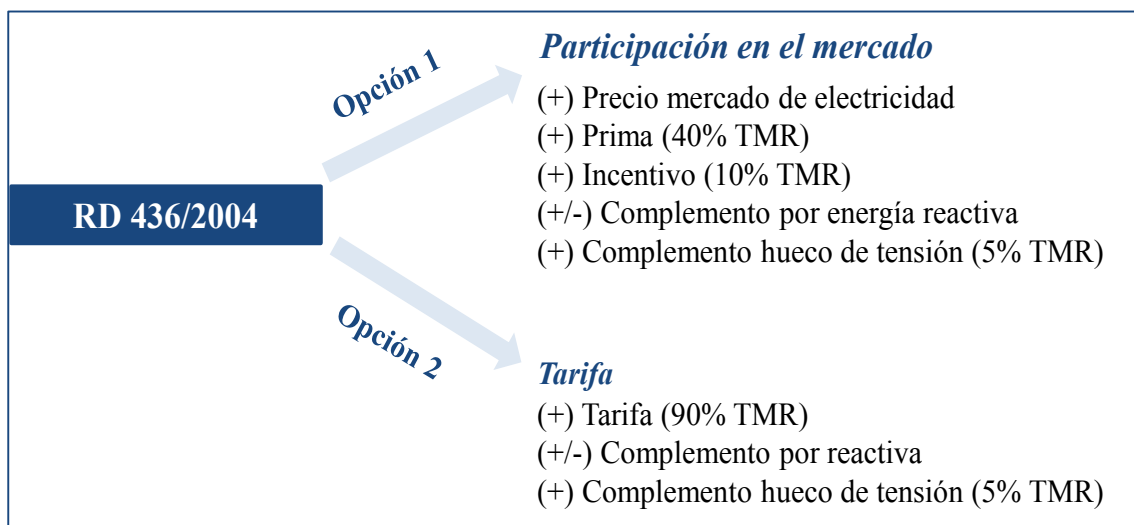 RD 436/2004
Opción 1
Participación en el mercado
(+) Precio mercado de electricidad
(+) Prima (40% TMR)
(+) Incentivo (10% TMR)
(+/-) Complemento por energía reactiva
(+) Complemento hueco de tensión (5% TMR)
Opción 2
Tarifa
(+) Tarifa (90% TMR)
(+/-) Complemento por reactiva
(+) Complemento hueco de tensión (5% TMR)